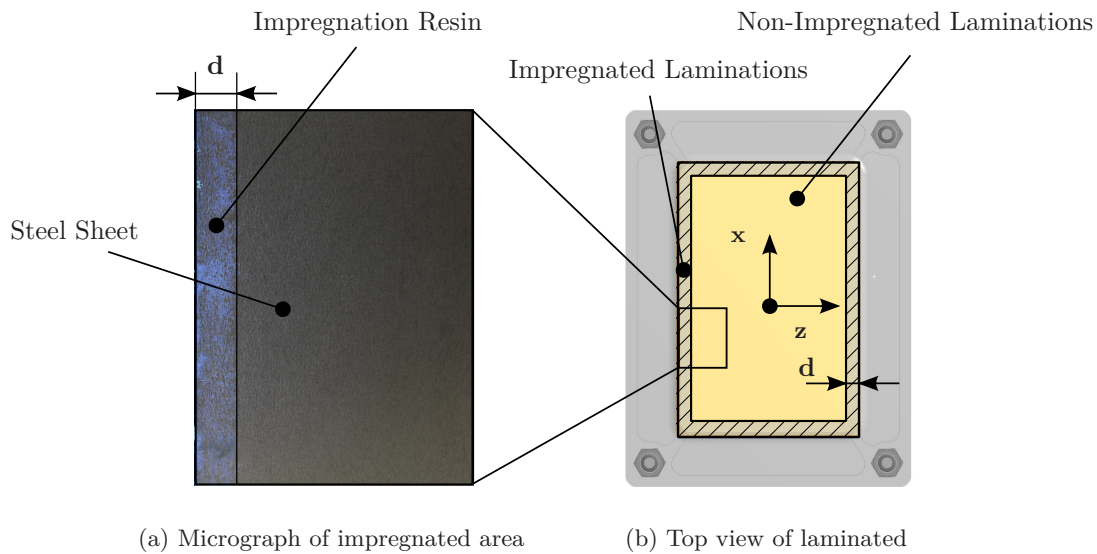 Impregnation Resin
Non-Impregnated Laminations
d
Impregnated Laminations
Steel Sheet
x
z
d
(a) Micrograph of impregnated area
(b) Top view of laminated